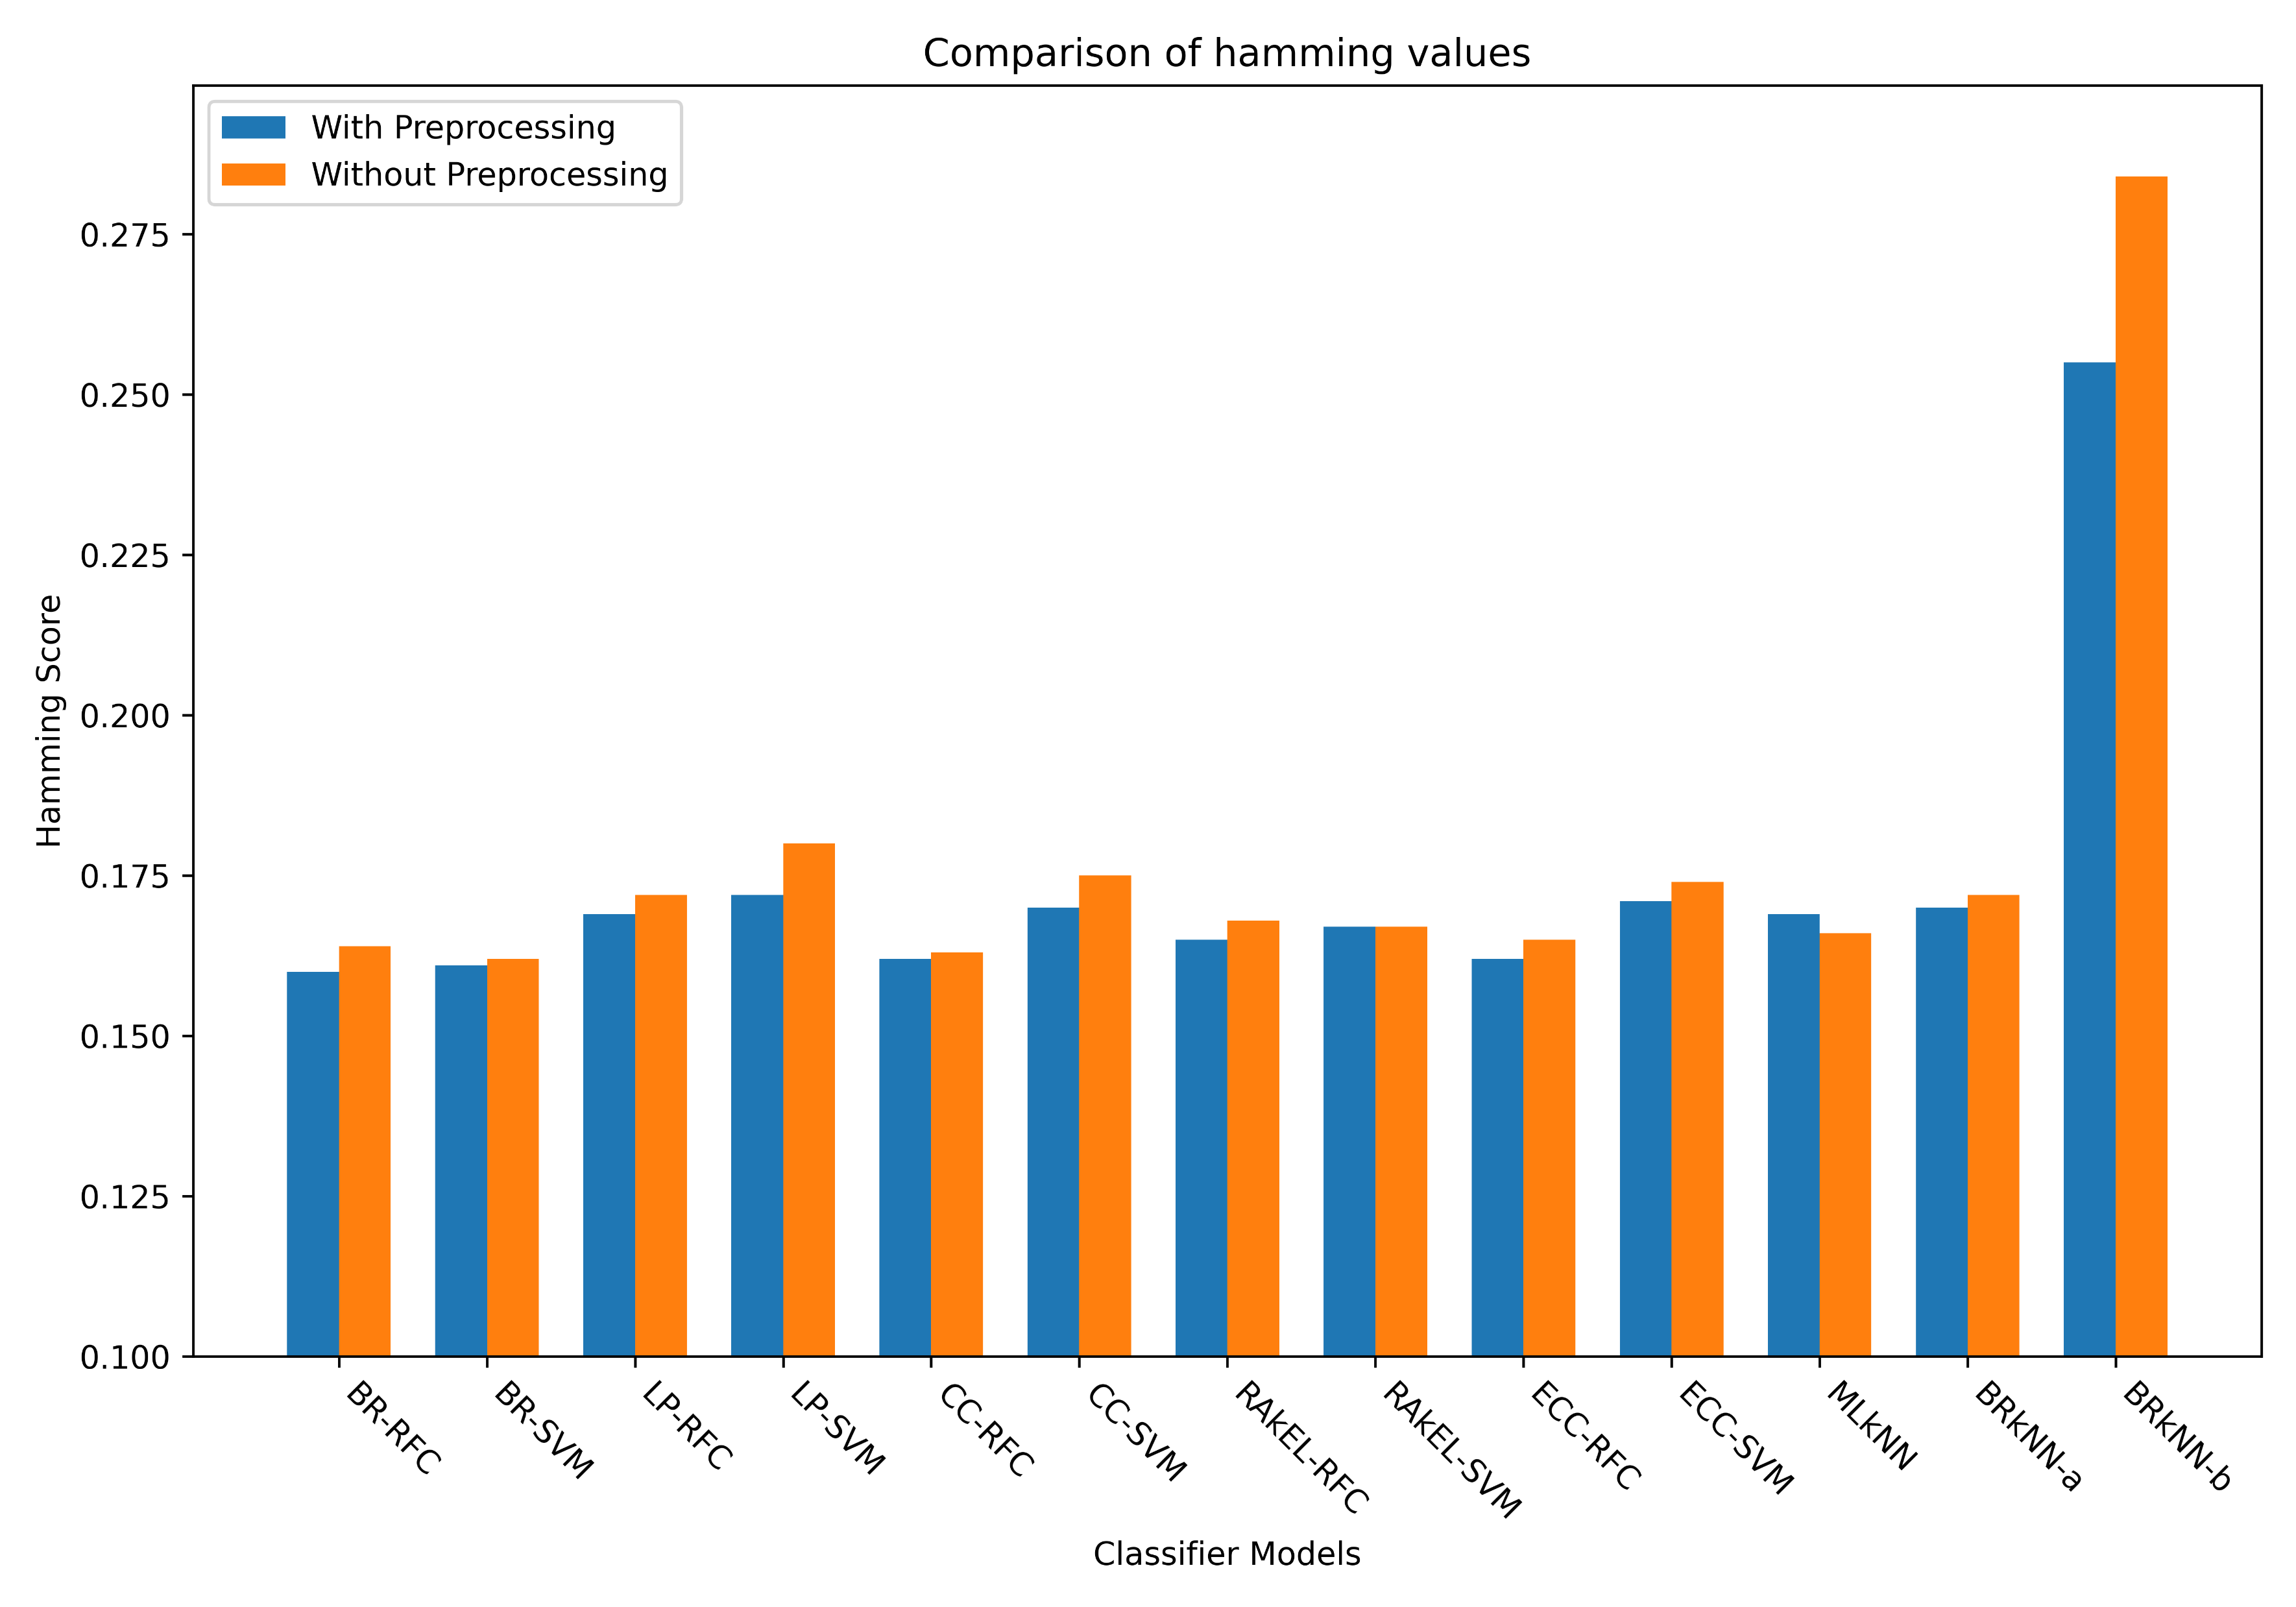 Comparison of hamming values
With Preprocessing
Without Preprocessing
Hamming Score
0.275
0.250
0.225
0.200
0.175
0.150
0.125
0.100
BR-RFC
BR-SVM
LP-RFC
LP-SVM
CC-RFC
CC-SVM
RAkEL-RFC
RAkEL-SVM
ECC-RFC
ECC-SVM
MLkNN
BRkNN-a
BRkNN-b
Classifier Models